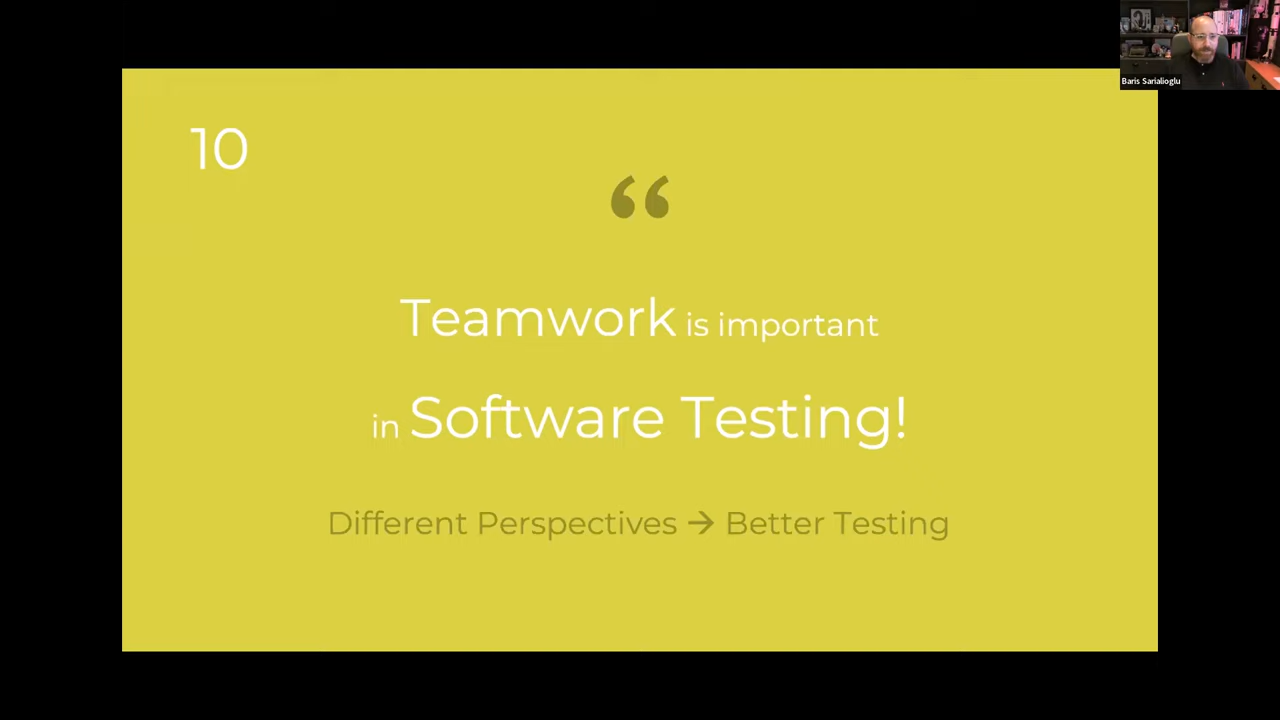 Baris Sarialioglu
10
“
Teamwork is important
in Software Testing!
Different Perspectives → Better Testing